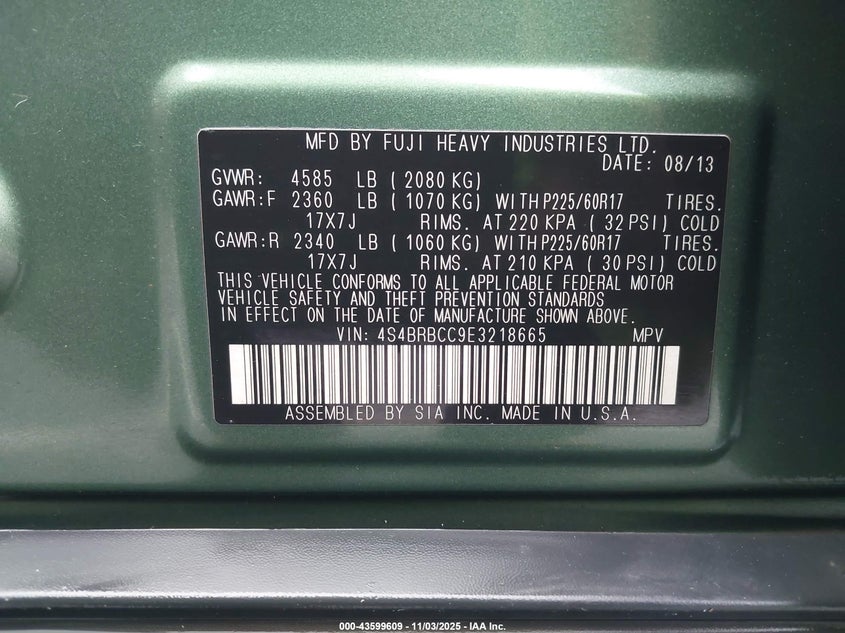 MFD BY FUJI HEAVY INDUSTRIES LTD.
DATE: 08/13
GVWR: 4585 LB ( 2080 KG)
GAWR:F 2360 LB ( 1070 KG) WITH P225/60R17 TIRES.
17X7J RIMS. AT 220 KPA ( 32 PSI) COLD
GAWR:R 2340 LB ( 1060 KG) WITH P225/60R17 TIRES.
17X7J RIMS. AT 210 KPA ( 30 PSI) COLD
THIS VEHICLE CONFORMS TO ALL APPLICABLE FEDERAL MOTOR
VEHICLE SAFETY AND THEFT PREVENTION STANDARDS
IN EFFECT ON THE DATE OF MANUFACTURE SHOWN ABOVE.
VIN: 4S4BRBCC9E3218665 MPV
ASSEMBLED BY SIA INC. MADE IN U.S.A.
000-43599609 - 11/03/2025 - IAA Inc.